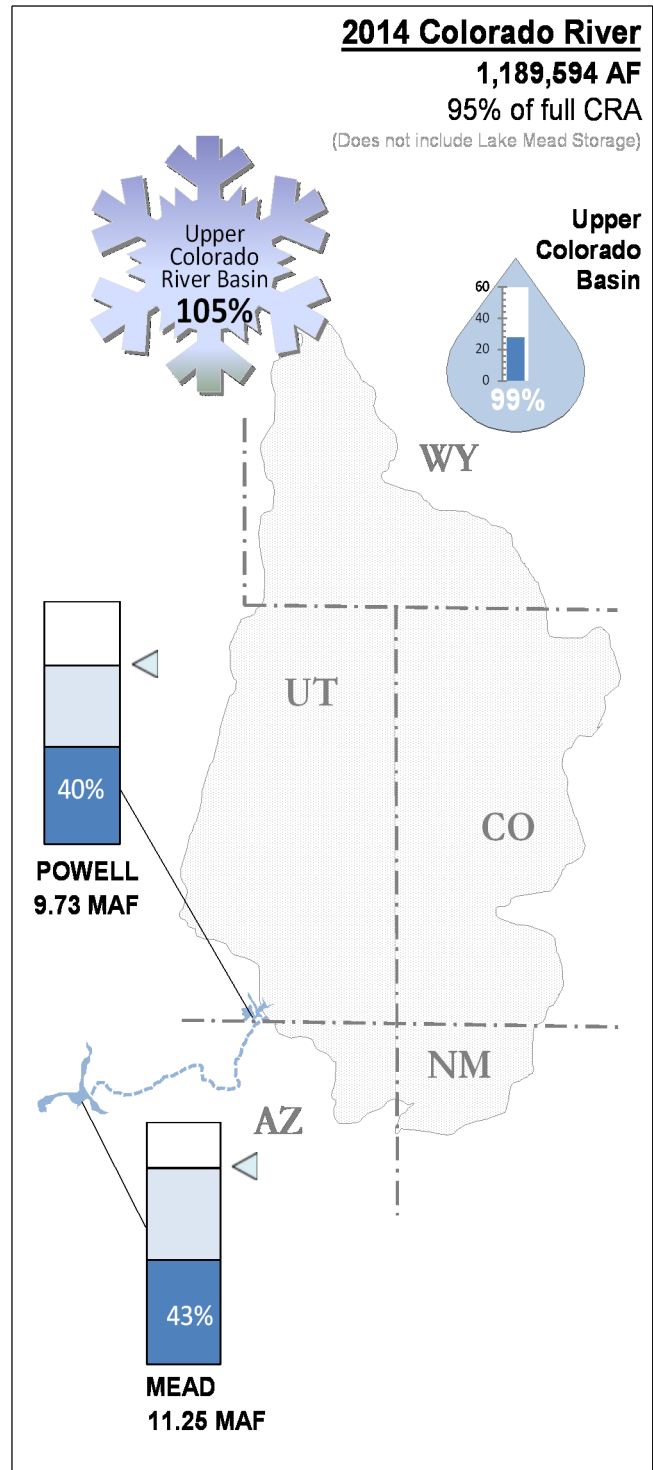 2014 Colorado River
1,189,594 AF
95% of full CRA
(Does not include Lake Mead Storage)
Upper
Colorado
River Basin
105%
Upper
Colorado
Basin
60
40
20
0
99%
WY
UT
CO
40%
POWELL
9.73 MAF
NM
AZ
43%
MEAD
11.25 MAF